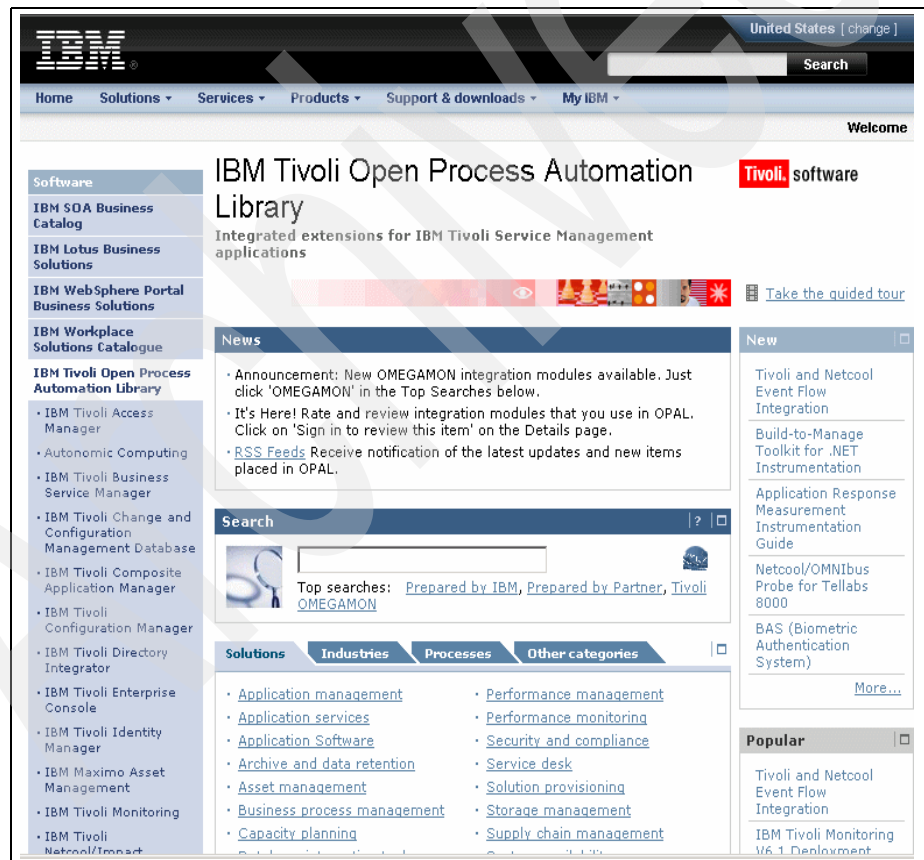 IBM
United States [ change ]
Search
Home Solutions Services Products Support & downloads My IBM
Welcome
Software
IBM SOA Business
Catalog
IBM Lotus Business
Solutions
IBM WebSphere Portal
Business Solutions
IBM Workplace
Solutions Catalogue
IBM Tivoli Open Process
Automation Library
· IBM Tivoli Access
Manager
· Autonomic Computing
· IBM Tivoli Business
Service Manager
· IBM Tivoli Change and
Configuration
Management Database
· IBM Tivoli Composite
Application Manager
· IBM Tivoli
Configuration Manager
· IBM Tivoli Directory
Integrator
· IBM Tivoli Enterprise
Console
· IBM Tivoli Identity
Manager
· IBM Maximo Asset
Management
· IBM Tivoli Monitoring
· IBM Tivoli
Netcool/Impact
IBM Tivoli Open Process Automation
Library
Integrated extensions for IBM Tivoli Service Management
applications
Tivoli. software
Take the guided tour
News
· Announcement: New OMEGAMON integration modules available. Just
click 'OMEGAMON' in the Top Searches below.
· It's Here! Rate and review integration modules that you use in OPAL.
Click on 'Sign in to review this item' on the Details page.
· RSS Feeds Receive notification of the latest updates and new items
placed in OPAL.
Search ?
Top searches: Prepared by IBM, Prepared by Partner, Tivoli
OMEGAMON
Solutions Industries Processes Other categories
· Application management
· Application services
· Application Software
· Archive and data retention
· Asset management
· Business process management
· Capacity planning
· Performance management
· Performance monitoring
· Security and compliance
· Service desk
· Solution provisioning
· Storage management
· Supply chain management
New
Tivoli and Netcool
Event Flow
Integration
Build-to-Manage
Toolkit for .NET
Instrumentation
Application Response
Measurement
Instrumentation
Guide
Netcool/OMNIbus
Probe for Tellabs
8000
BAS (Biometric
Authentication
System)
More...
Popular
Tivoli and Netcool
Event Flow
Integration
IBM Tivoli Monitoring
V6.1 Deployment